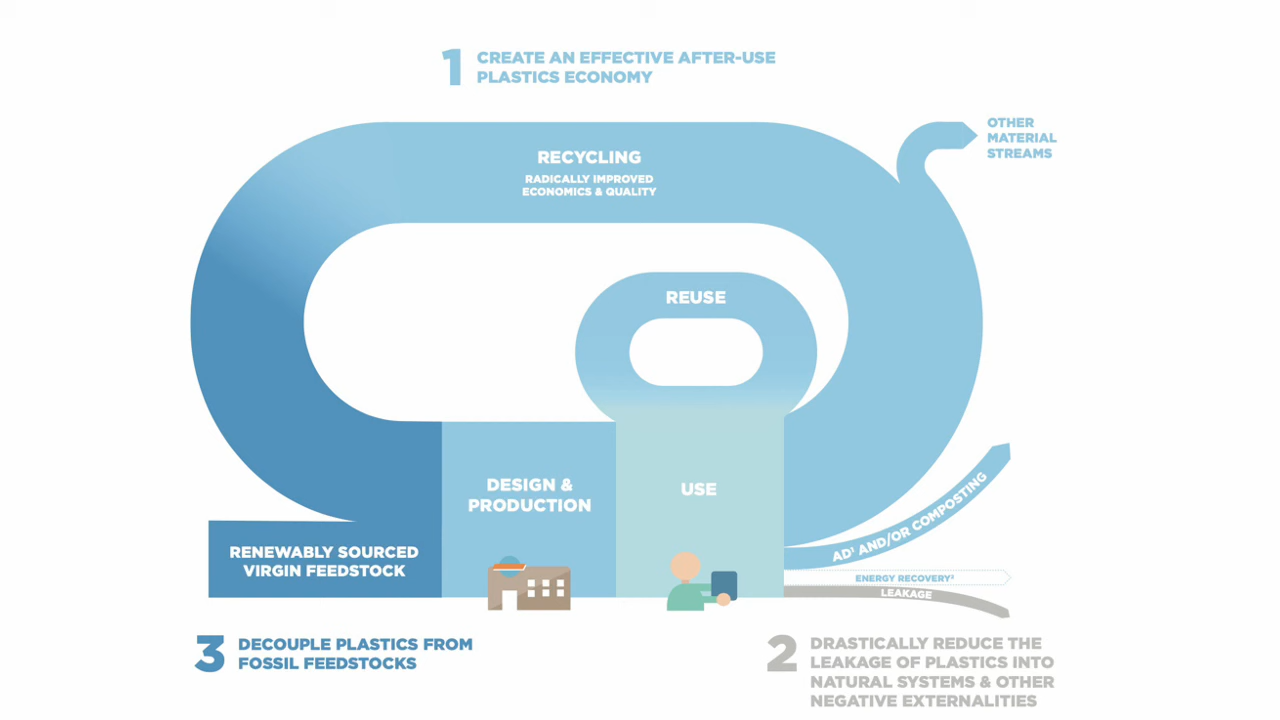 1 CREATE AN EFFECTIVE AFTER-USE
PLASTICS ECONOMY
OTHER
MATERIAL
STREAMS
RECYCLING
RADICALLY IMPROVED
ECONOMICS & QUALITY
REUSE
DESIGN &
PRODUCTION
USE
RENEWABLY SOURCED
VIRGIN FEEDSTOCK
AD¹ AND/OR COMPOSTING
ENERGY RECOVERY²
LEAKAGE
3 DECOUPLE PLASTICS FROM
FOSSIL FEEDSTOCKS
2 DRASTICALLY REDUCE THE
LEAKAGE OF PLASTICS INTO
NATURAL SYSTEMS & OTHER
NEGATIVE EXTERNALITIES